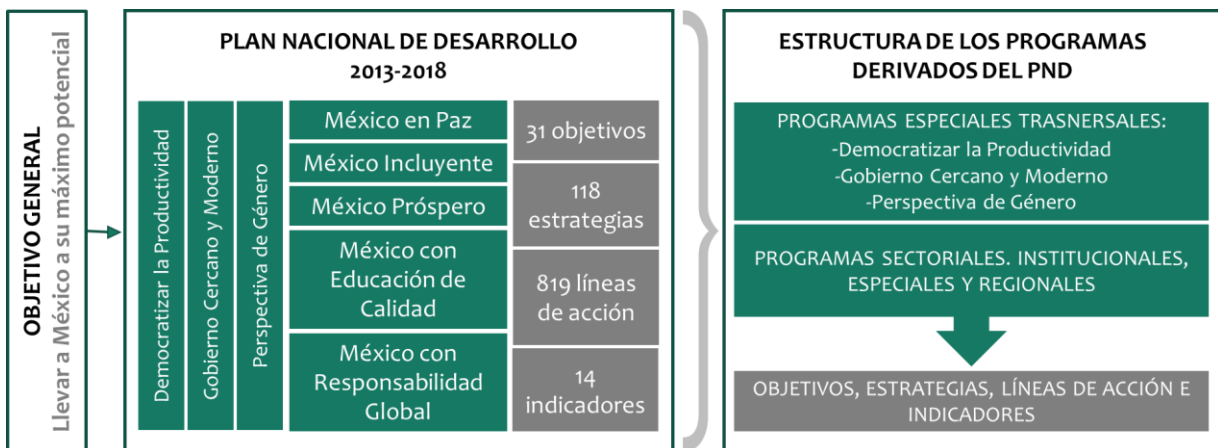 OBJETIVO GENERAL
Llevar a México a su máximo potencial
PLAN NACIONAL DE DESARROLLO
2013-2018
Democratizar la Productividad
Gobierno Cercano y Moderno
Perspectiva de Género
México en Paz
México Incluyente
México Próspero
México con
Educación de
Calidad
México con
Responsabilidad
Global
31 objetivos
118
estrategias
819 líneas
de acción
14
indicadores
ESTRUCTURA DE LOS PROGRAMAS
DERIVADOS DEL PND
PROGRAMAS ESPECIALES TRASNERSALES:
-Democratizar la Productividad
-Gobierno Cercano y Moderno
-Perspectiva de Género
PROGRAMAS SECTORIALES. INSTITUCIONALES,
ESPECIALES Y REGIONALES
OBJETIVOS, ESTRATEGIAS, LÍNEAS DE ACCIÓN E
INDICADORES